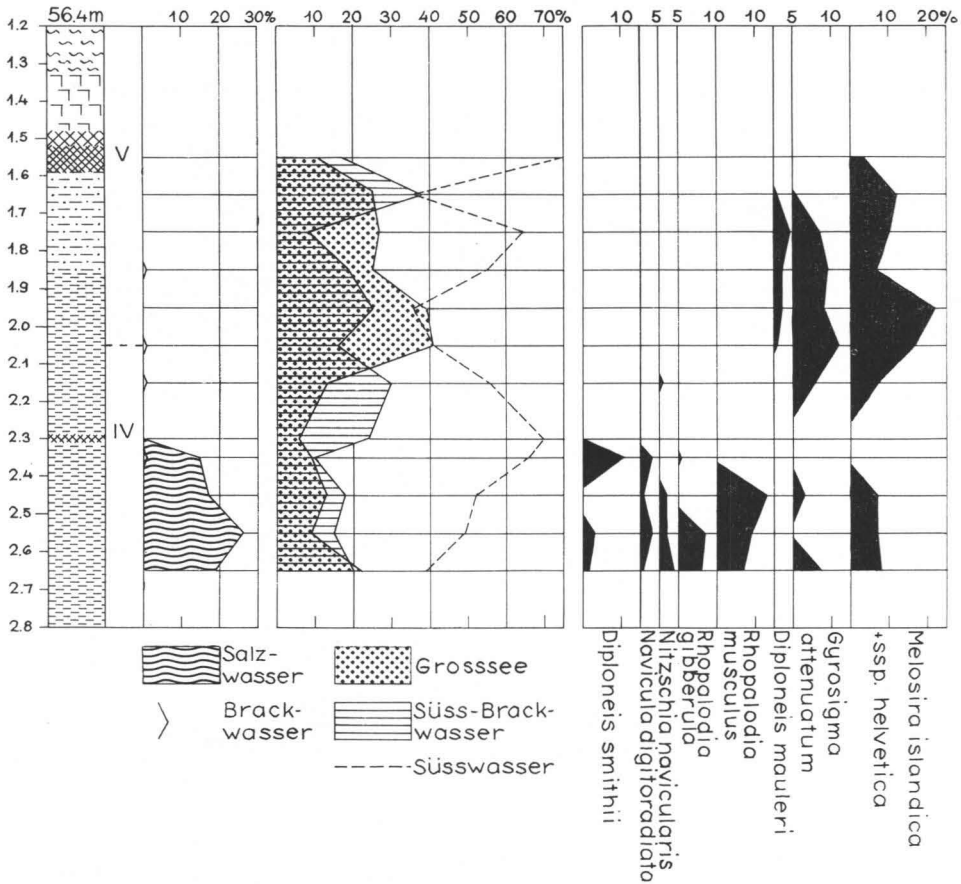 56.4m
10 20 30%
10 20 30 40 50 60 70%
10 5 5 10 10 5 5 10 10 20%
1.2
1.3
1.4
1.5
1.6
1.7
1.8
1.9
2.0
2.1
2.2
2.3
2.4
2.5
2.6
2.7
2.8
V
IV
Salz-
wasser
Brack-
wasser
Grosssee
Süss-Brack-
wasser
Süsswasser
Diploneis smithii
Navicula digitoradiata
Nitzschia navicularis
Rhopalodia
gibberula
Rhopalodia
musculus
Diploneis mauleri
Gyrosigma
attenuatum
Melosira islandica
+ssp. helvetica